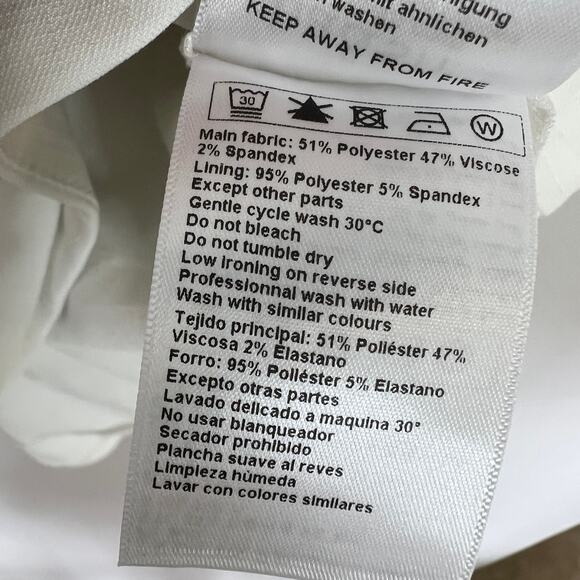 mit ähnlichen
waschen
KEEP AWAY FROM FIRE
30
W
Main fabric: 51% Polyester 47% Viscose
2% Spandex
Lining: 95% Polyester 5% Spandex
Except other parts
Gentle cycle wash 30°C
Do not bleach
Do not tumble dry
Low ironing on reverse side
Professionnal wash with water
Wash with similar colours
Tejido principal: 51% Poliéster 47%
Viscosa 2% Elastano
Forro: 95% Poliéster 5% Elastano
Excepto otras partes
Lavado delicado a maquina 30°
No usar blanqueador
Secador prohibido
Plancha suave al reves
Limpieza hùmeda
Lavar con colores similares